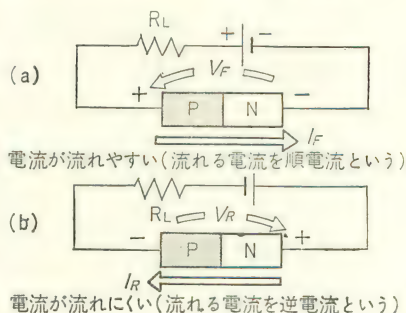 RL + −
(a) VF
+ P N −
IF
電流が流れやすい(流れる電流を順電流という)
(b) RL VR
− P N +
IR
電流が流れにくい(流れる電流を逆電流という)